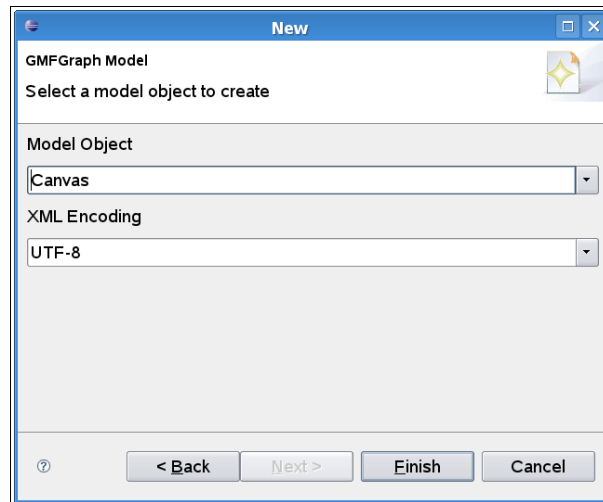 New
GMFGraph Model
Select a model object to create
Model Object
Canvas
XML Encoding
UTF-8
< Back Next > Finish Cancel